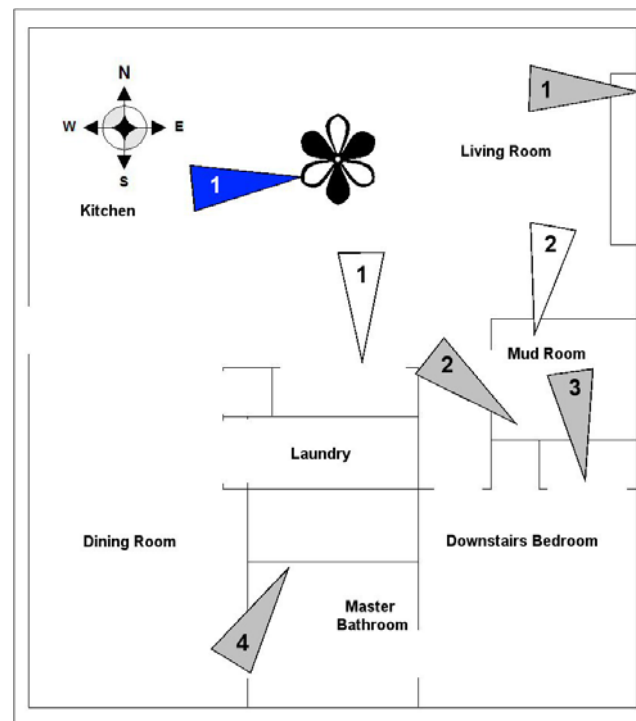 N
W E
S
1
Living Room
1
Kitchen
2
1
Mud Room
2
3
Laundry
Dining Room
Downstairs Bedroom
Master
Bathroom
4